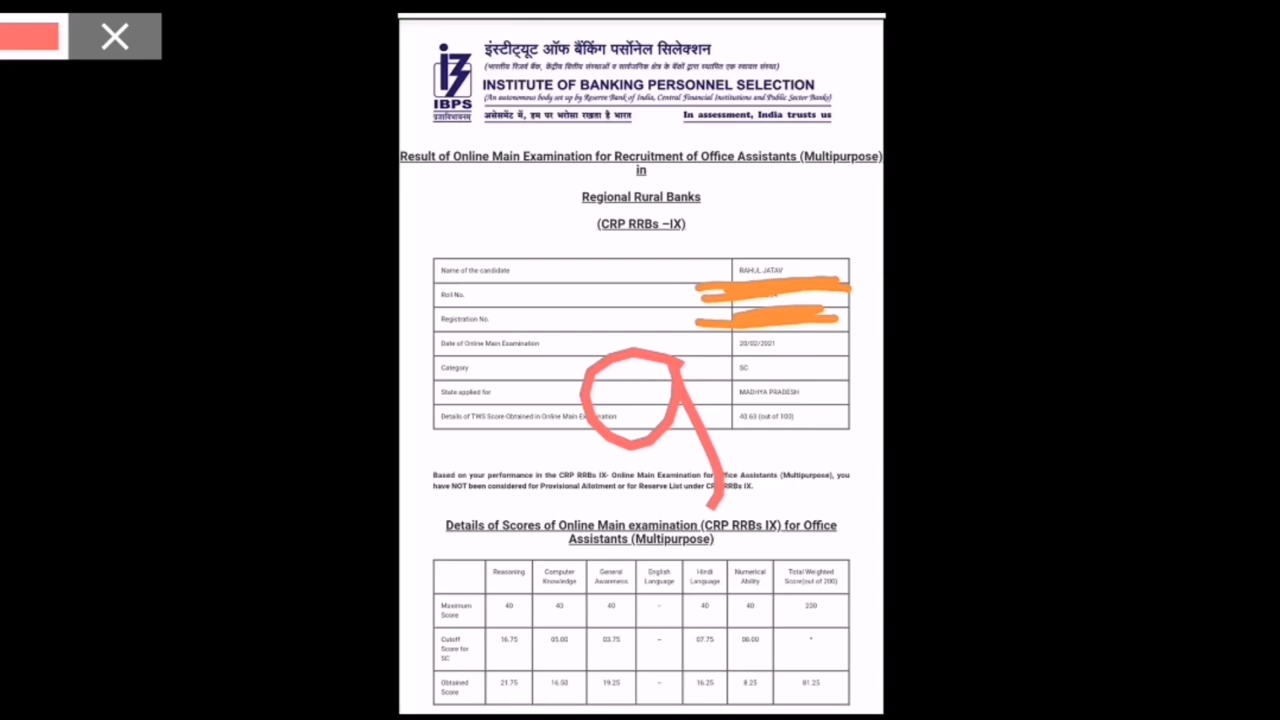 इंस्टीट्यूट ऑफ बैंकिंग पर्सोनेल सिलेक्शन
(भारतीय रिजर्व बैंक, केंद्रीय वित्तीय संस्थाओं व सार्वजनिक क्षेत्र के बैंकों द्वारा स्थापित एक स्वायत्त संस्था)
INSTITUTE OF BANKING PERSONNEL SELECTION
(An autonomous body set up by Reserve Bank of India, Central Financial Institutions and Public Sector Banks)
IBPS
असेसमेंट में, हम पर भरोसा रखता है भारत In assessment, India trusts us
Result of Online Main Examination for Recruitment of Office Assistants (Multipurpose)
in
Regional Rural Banks
(CRP RRBs –IX)
Name of the candidate RAHUL JATAV
Roll No.
Registration No.
Date of Online Main Examination 20/02/2021
Category SC
State applied for MADHYA PRADESH
Details of TWS Score Obtained in Online Main (out of 100)
Based on your performance in the CRP RRBs IX- Online Main Examination for Office Assistants (Multipurpose), you
have NOT been considered for Provisional Allotment or for Reserve List under CRP RRBs IX.
Details of Scores of Online Main examination (CRP RRBs IX) for Office
Assistants (Multipurpose)
Reasoning Computer Knowledge General Awareness English Language Hindi Language Numerical Ability Total Weighted Score(out of 200)
Maximum Score 40 40 40 - 40 40 200
Cutoff Score for SC 16.75 05.00 03.75 -- 07.75 *
Obtained Score 21.75 16.50 19.25 -- 16.25 8.25 81.25